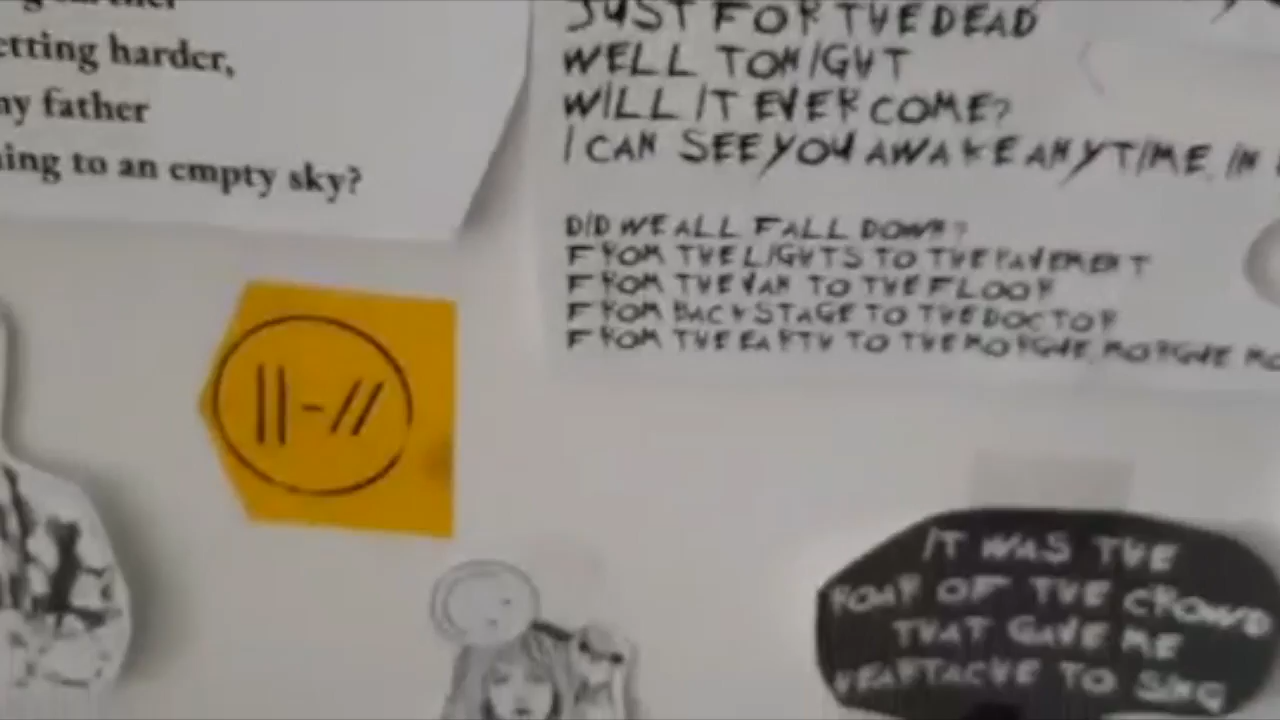 etting harder,
my father
ing to an empty sky?
JUST FOR THE DEAD
WELL TONIGHT
WILL IT EVER COME?
I CAN SEE YOU AWAKE ANYTIME, IN
DID WE ALL FALL DOWN?
FROM THE LIGHTS TO THE PAVEMENT
FROM THE VAN TO THE FLOOR
FROM BACKSTAGE TO THE DOCTOR
FROM THE EARTH TO THE MORGUE, MORGUE
||-//
IT WAS THE
ROAR OF THE CROWD
THAT GAVE ME
HEARTACHE TO SING